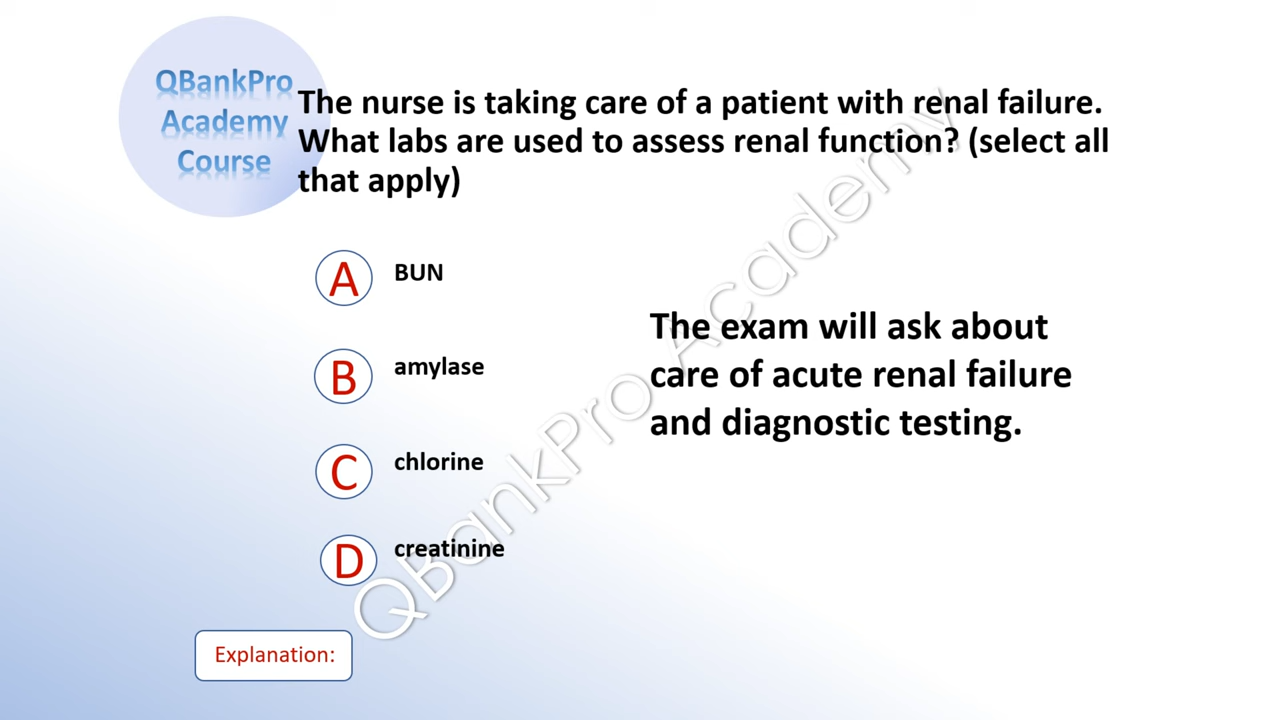 QBankPro
Academy
Course
The nurse is taking care of a patient with renal failure.
What labs are used to assess renal function? (select all
that apply)
A BUN
B amylase
C chlorine
D creatinine
The exam will ask about
care of acute renal failure
and diagnostic testing.
QBankPro Academy
Explanation: